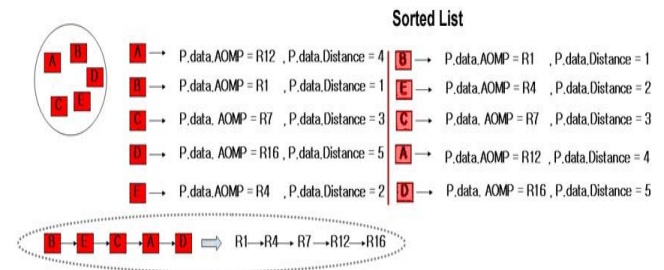 Sorted List
A B D C E
A → P.data.AOMP = R12 , P.data.Distance = 4
B → P.data.AOMP = R1 , P.data.Distance = 1
C → P.data. AOMP = R7 , P.data.Distance = 3
D → P.data. AOMP = R16 , P.data.Distance = 5
E → P.data.AOMP = R4 , P.data.Distance = 2
B → P.data.AOMP = R1 , P.data.Distance = 1
E → P.data.AOMP = R4 , P.data.Distance = 2
C → P.data. AOMP = R7 , P.data.Distance = 3
A → P.data.AOMP = R12 , P.data.Distance = 4
D → P.data. AOMP = R16 , P.data.Distance = 5
B → E → C → A → D ⇨ R1→R4→ R7→R12→R16